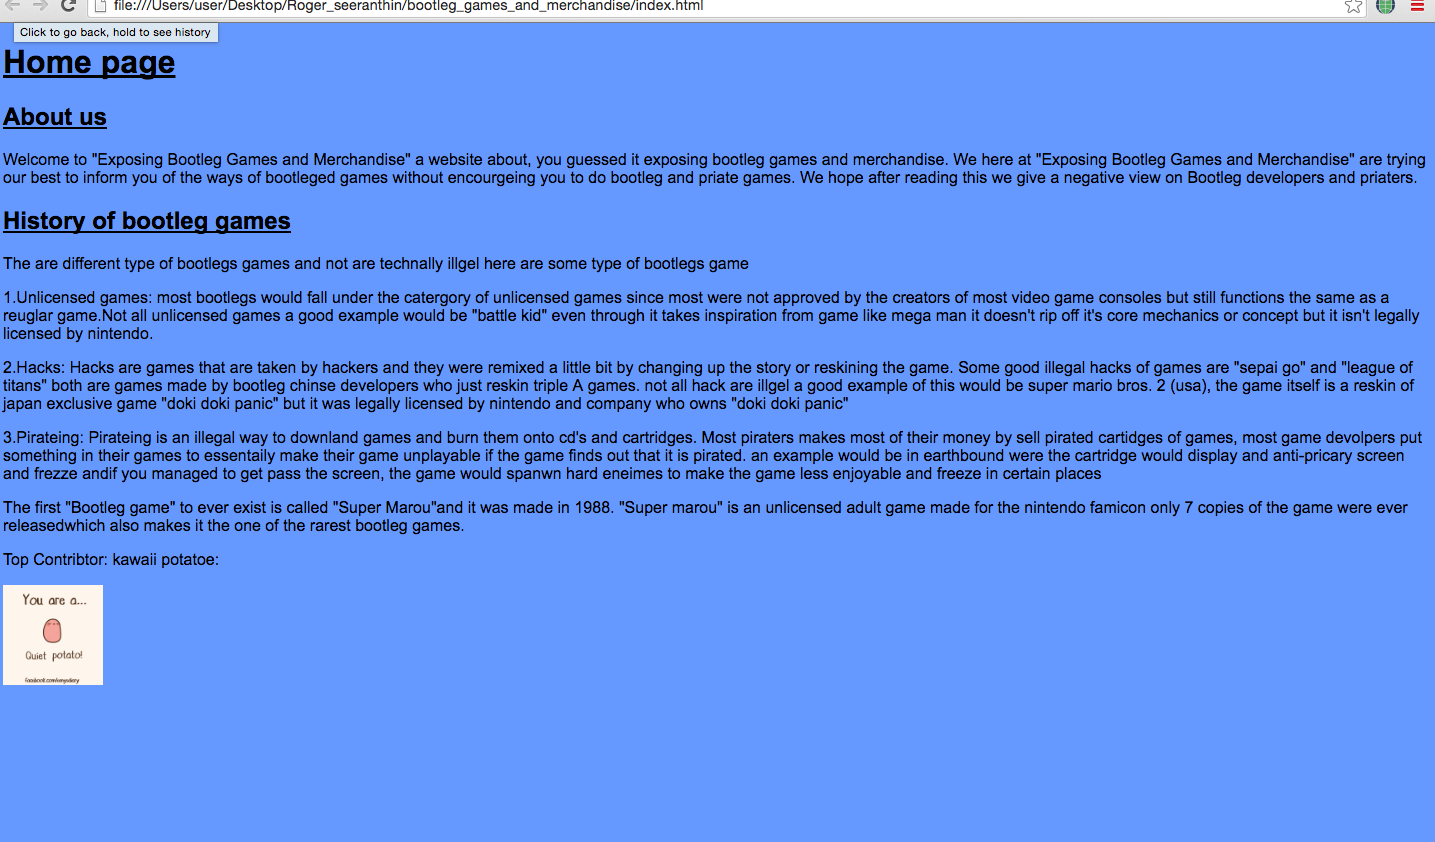 file:///Users/user/Desktop/Roger_seeranthin/bootleg_games_and_merchandise/index.html
Click to go back, hold to see history
Home page
About us
Welcome to "Exposing Bootleg Games and Merchandise" a website about, you guessed it exposing bootleg games and merchandise. We here at "Exposing Bootleg Games and Merchandise" are trying
our best to inform you of the ways of bootleged games without encourgeing you to do bootleg and priate games. We hope after reading this we give a negative view on Bootleg developers and priaters.
History of bootleg games
The are different type of bootlegs games and not are technally illgel here are some type of bootlegs game
1.Unlicensed games: most bootlegs would fall under the catergory of unlicensed games since most were not approved by the creators of most video game consoles but still functions the same as a
reuglar game.Not all unlicensed games a good example would be "battle kid" even through it takes inspiration from game like mega man it doesn't rip off it's core mechanics or concept but it isn't legally
licensed by nintendo.
2.Hacks: Hacks are games that are taken by hackers and they were remixed a little bit by changing up the story or reskining the game. Some good illegal hacks of games are "sepai go" and "league of
titans" both are games made by bootleg chinse developers who just reskin triple A games. not all hack are illgel a good example of this would be super mario bros. 2 (usa), the game itself is a reskin of
japan exclusive game "doki doki panic" but it was legally licensed by nintendo and company who owns "doki doki panic"
3.Pirateing: Pirateing is an illegal way to downland games and burn them onto cd's and cartridges. Most piraters makes most of their money by sell pirated cartidges of games, most game devolpers put
something in their games to essentaily make their game unplayable if the game finds out that it is pirated. an example would be in earthbound were the cartridge would display and anti-pricary screen
and frezze andif you managed to get pass the screen, the game would spanwn hard eneimes to make the game less enjoyable and freeze in certain places
The first "Bootleg game" to ever exist is called "Super Marou"and it was made in 1988. "Super marou" is an unlicensed adult game made for the nintendo famicon only 7 copies of the game were ever
releasedwhich also makes it the one of the rarest bootleg games.
Top Contribtor: kawaii potatoe:
You are a...
Quiet potato!